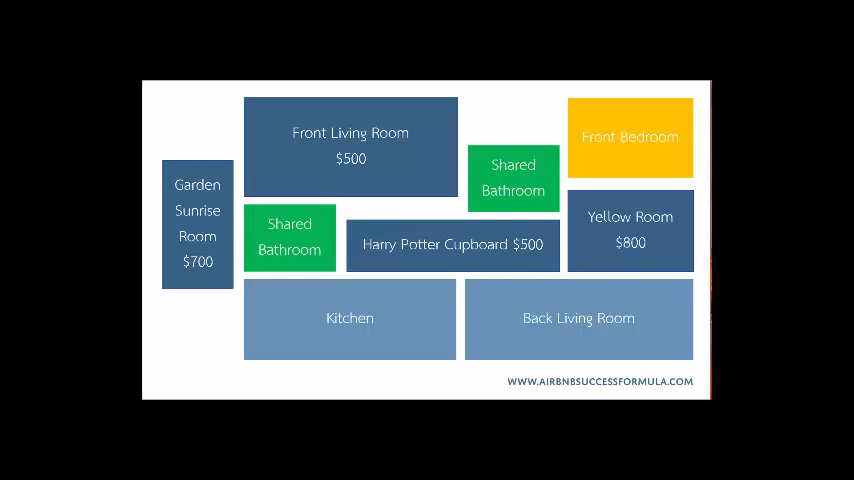 Front Living Room
$500
Front Bedroom
Shared
Bathroom
Garden
Sunrise
Room
$700
Shared
Bathroom
Harry Potter Cupboard $500
Yellow Room
$800
Kitchen
Back Living Room
WWW.AIRBNBSUCCESSFORMULA.COM